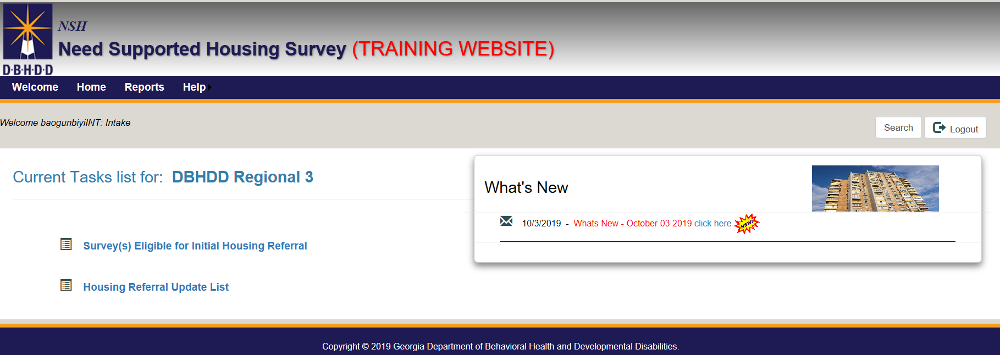 NSH
Need Supported Housing Survey (TRAINING WEBSITE)
D·B·H·D·D
Welcome Home Reports Help
Welcome baogunbiyiINT: Intake
Search Logout
Current Tasks list for: DBHDD Regional 3
Survey(s) Eligible for Initial Housing Referral
Housing Referral Update List
What's New
10/3/2019 - Whats New - October 03 2019 click here NEW!
Copyright © 2019 Georgia Department of Behavioral Health and Developmental Disabilities.